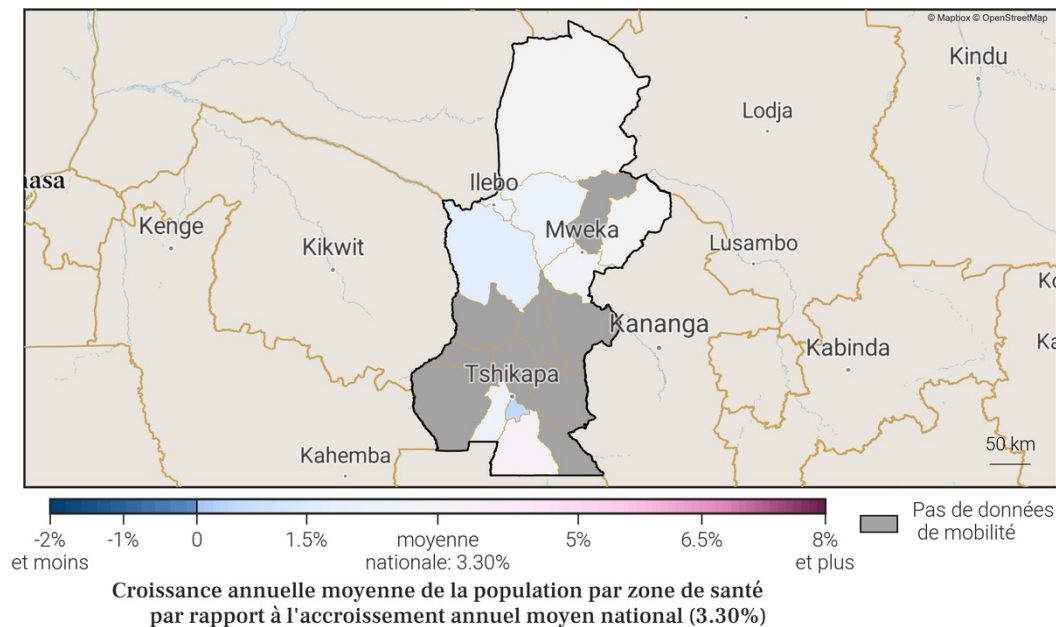 © Mapbox © OpenStreetMap
Kindu
Lodja
Ilebo
Kenge
Kikwit
Mweka
Lusambo
Kananga
Kabinda
Tshikapa
Kahemba
50 km
-2%
et moins
-1%
0
1.5%
moyenne
nationale: 3.30%
5%
6.5%
8%
et plus
Pas de données
de mobilité
Croissance annuelle moyenne de la population par zone de santé
par rapport à l'accroissement annuel moyen national (3.30%)